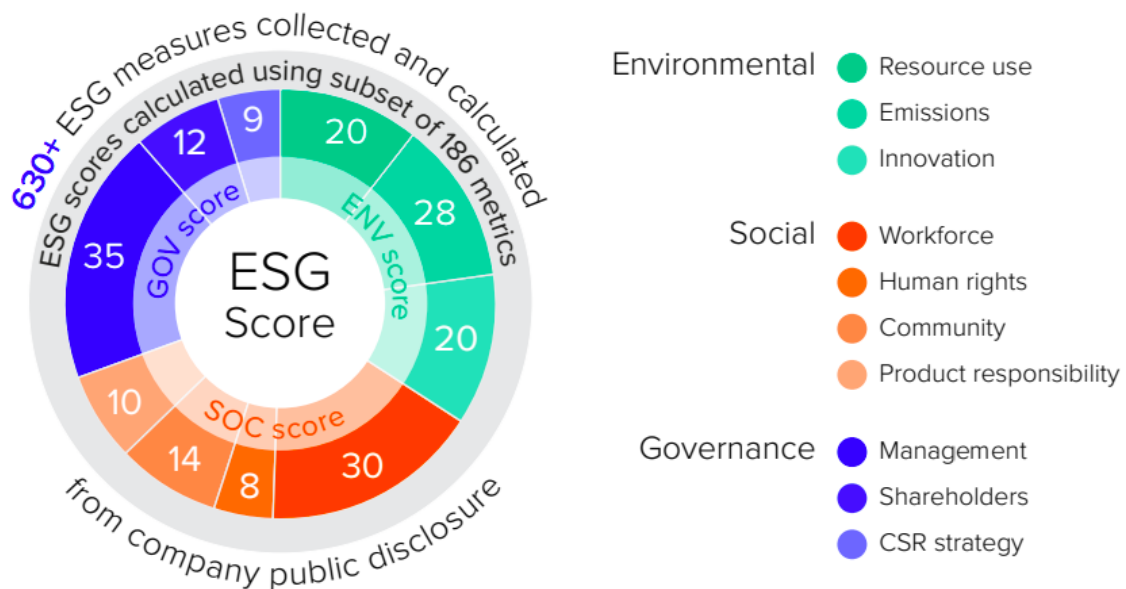 630+ ESG measures collected and calculated
ESG scores calculated using subset of 186 metrics
9
20
12
28
35
20
10
14
8
30
GOV score
ENV score
SOC score
ESG
Score
from company public disclosure
Environmental
Resource use
Emissions
Innovation
Social
Workforce
Human rights
Community
Product responsibility
Governance
Management
Shareholders
CSR strategy